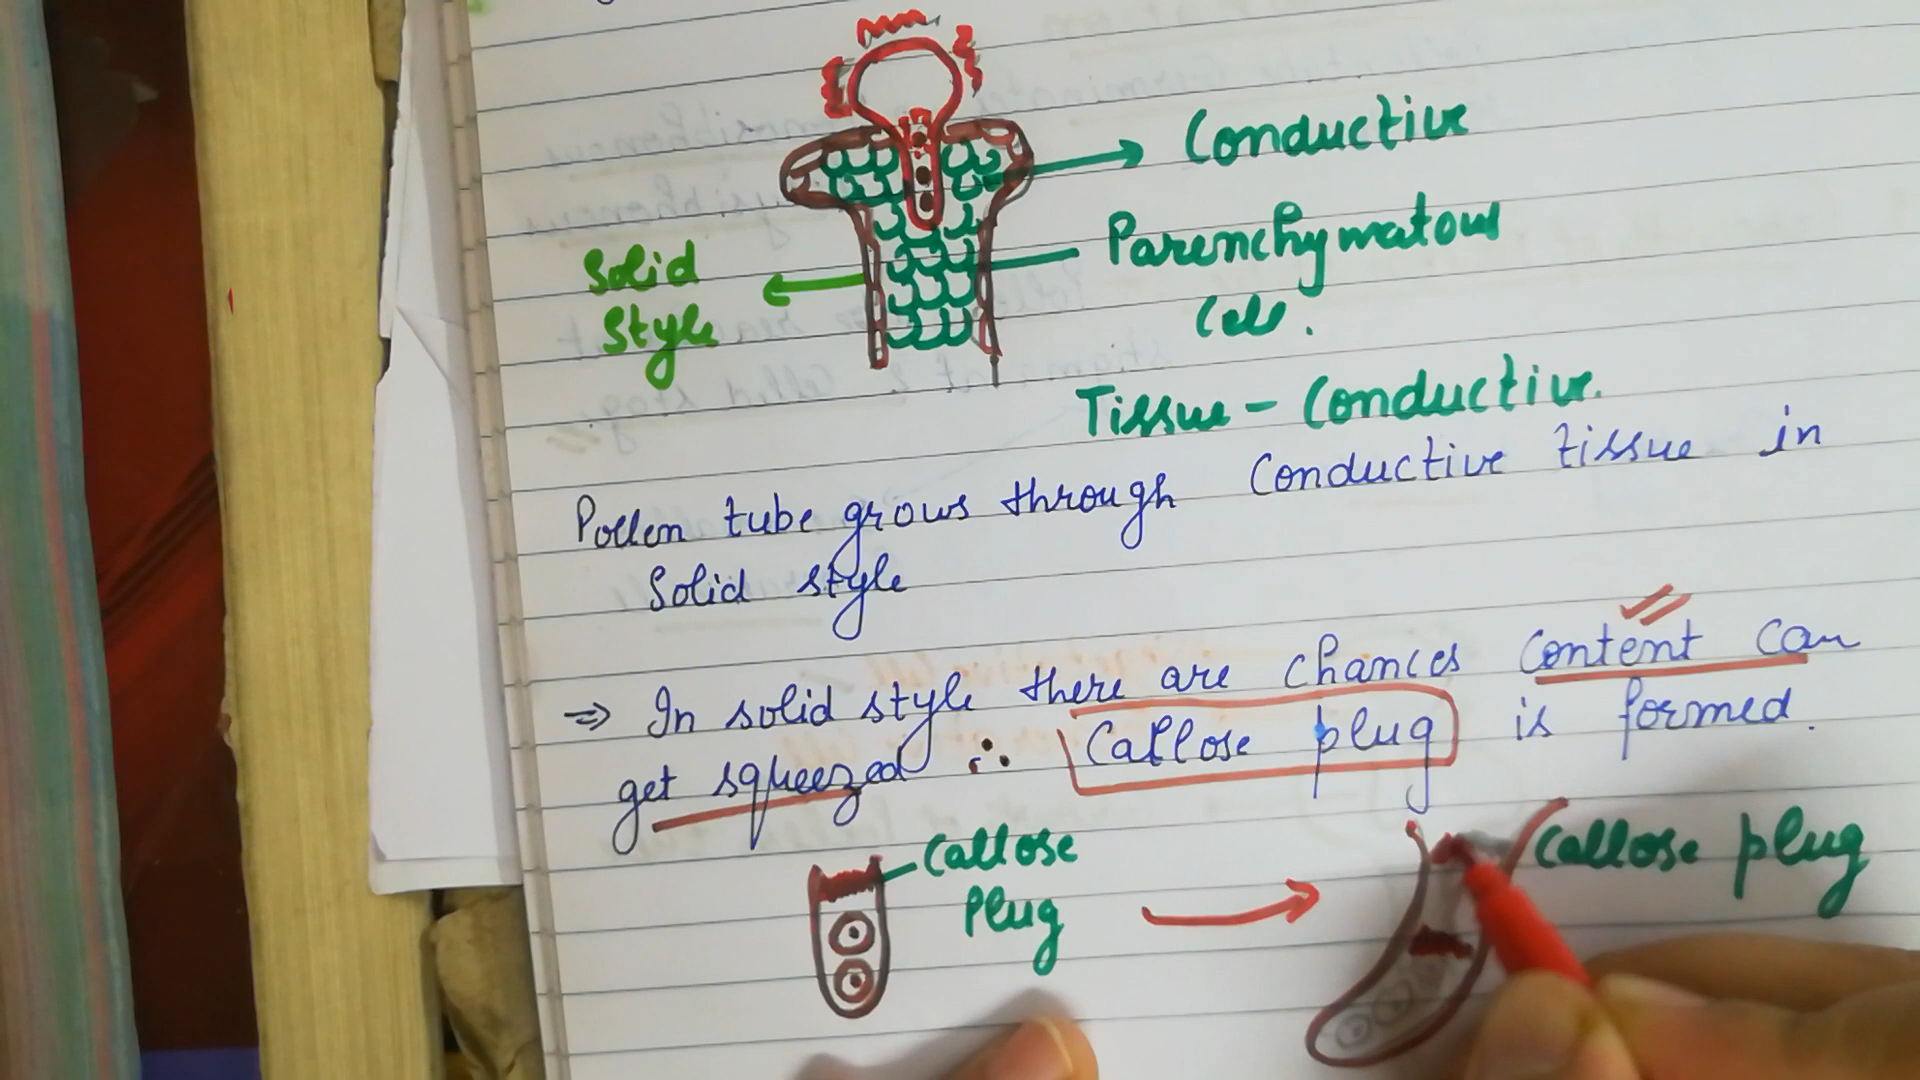 Conductive
Parenchymatous
Cells.
Solid
Style
Tissue - Conductive.
Pollen tube grows through Conductive tissue in
Solid style
⇒ In solid style there are chances Content can
get squeezed ∴ Callose plug is formed.
Callose
Plug
Callose plug